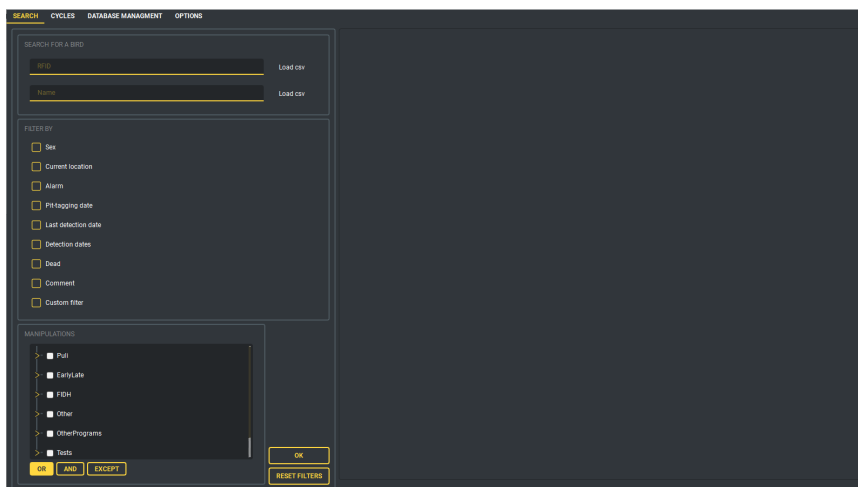 SEARCH CYCLES DATABASE MANAGMENT OPTIONS
SEARCH FOR A BIRD
RFID Load csv
Name Load csv
FILTER BY
Sex
Current location
Alarm
Pit-tagging date
Last detection date
Detection dates
Dead
Comment
Custom filter
MANIPULATIONS
Puli
EarlyLate
FIDH
Other
OtherPrograms
Tests
OK
OR AND EXCEPT
RESET FILTERS